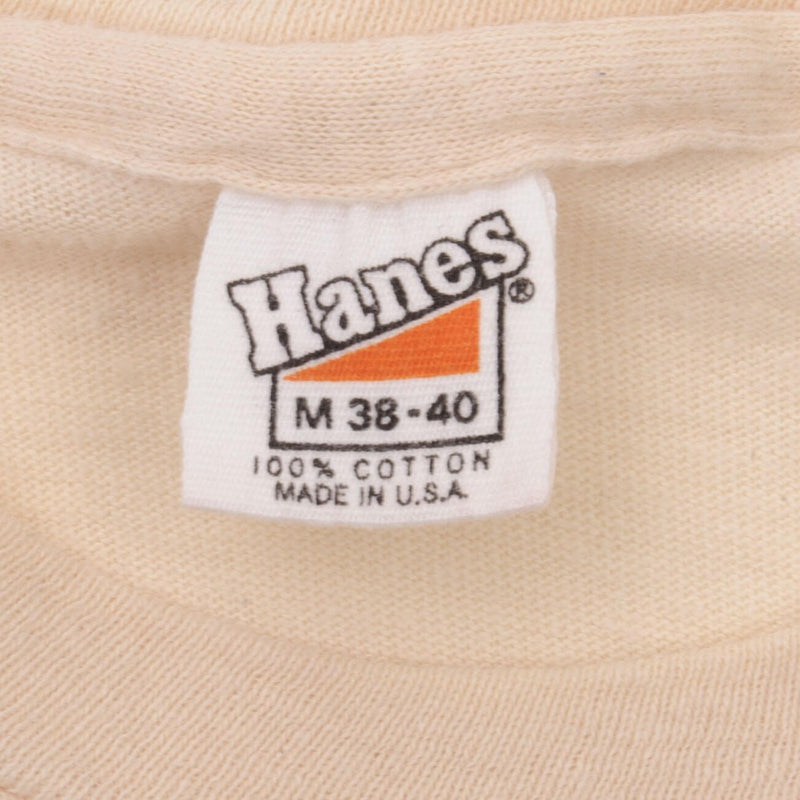 Hanes®
M 38-40
100% COTTON
MADE IN U.S.A.